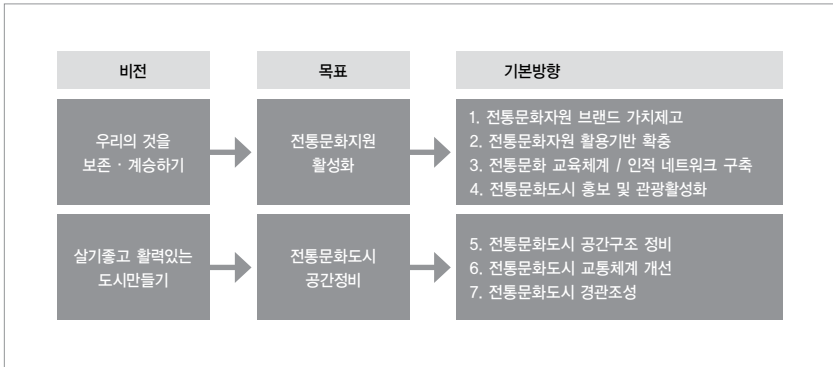 비전
목표
기본방향
우리의 것을
보존 · 계승하기
전통문화지원
활성화
1. 전통문화자원 브랜드 가치제고
2. 전통문화자원 활용기반 확충
3. 전통문화 교육체계 / 인적 네트워크 구축
4. 전통문화도시 홍보 및 관광활성화
살기좋고 활력있는
도시만들기
전통문화도시
공간정비
5. 전통문화도시 공간구조 정비
6. 전통문화도시 교통체계 개선
7. 전통문화도시 경관조성